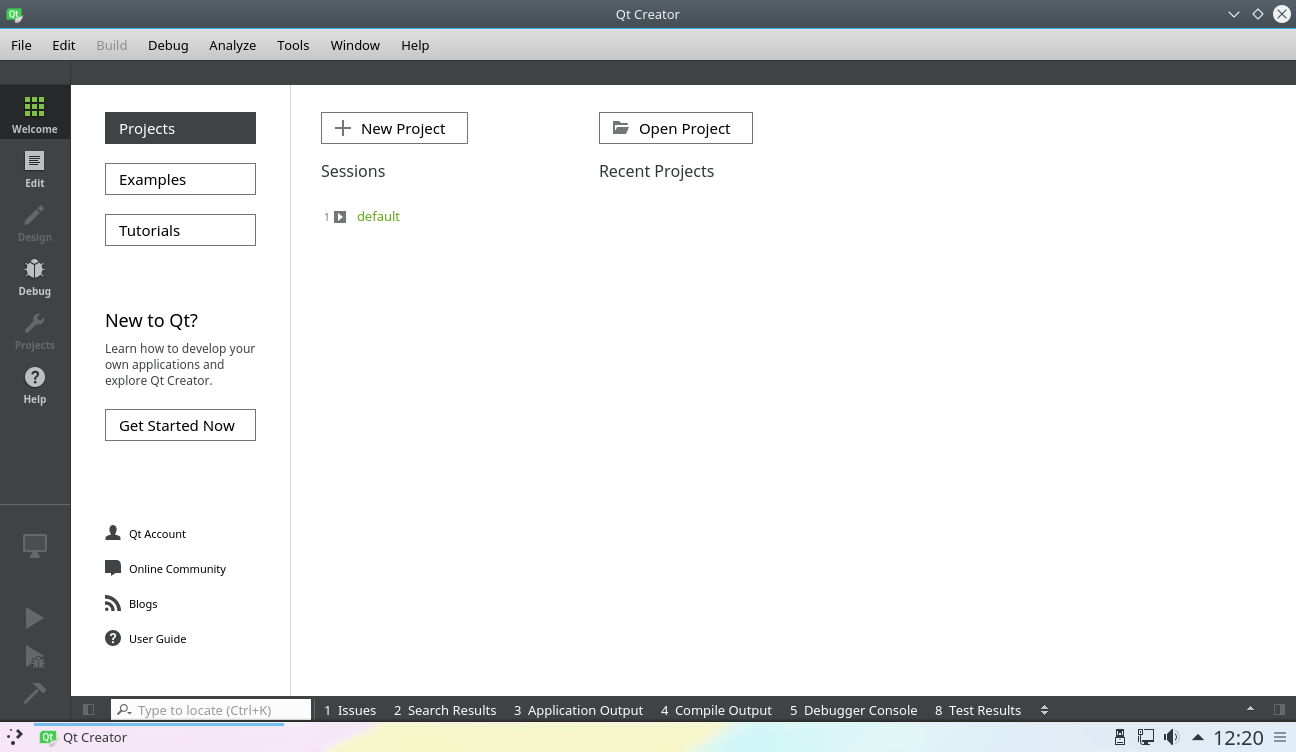 Qt Creator
File Edit Build Debug Analyze Tools Window Help
Welcome
Edit
Design
Debug
Projects
Help
Projects
Examples
Tutorials
New to Qt?
Learn how to develop your
own applications and
explore Qt Creator.
Get Started Now
Qt Account
Online Community
Blogs
User Guide
New Project
Sessions
1 default
Open Project
Recent Projects
Type to locate (Ctrl+K) 1 Issues 2 Search Results 3 Application Output 4 Compile Output 5 Debugger Console 8 Test Results
Qt Creator 12:20